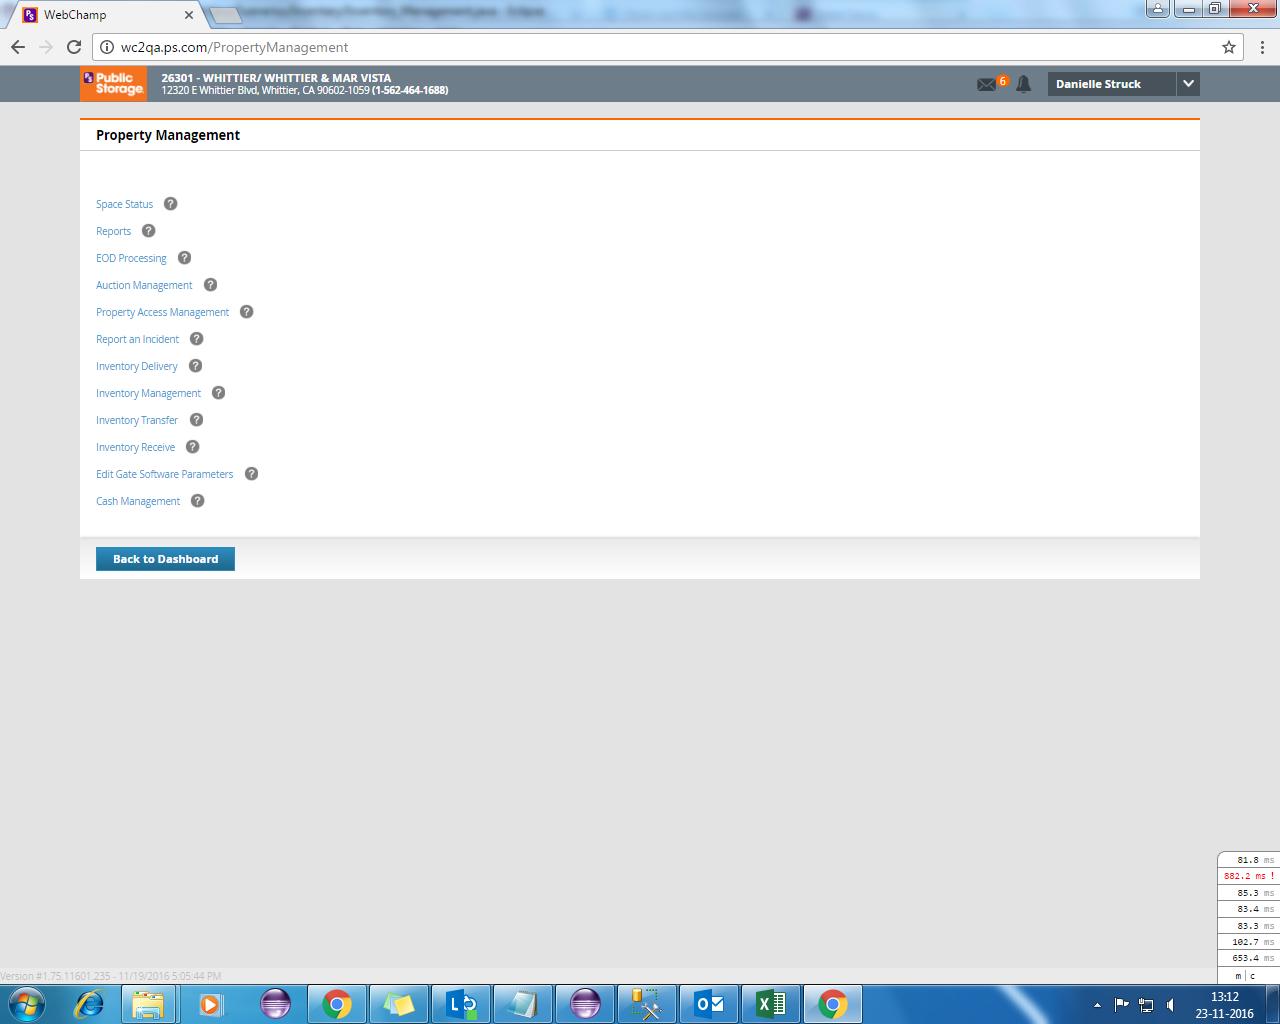 WebChamp
wc2qa.ps.com/PropertyManagement
PS Public Storage
26301 - WHITTIER/ WHITTIER & MAR VISTA
12320 E Whittier Blvd, Whittier, CA 90602-1059 (1-562-464-1688)
6
Danielle Struck
Property Management
Space Status ?
Reports ?
EOD Processing ?
Auction Management ?
Property Access Management ?
Report an Incident ?
Inventory Delivery ?
Inventory Management ?
Inventory Transfer ?
Inventory Receive ?
Edit Gate Software Parameters ?
Cash Management ?
Back to Dashboard
81.8 ms
882.2 ms !
85.3 ms
83.4 ms
83.3 ms
102.7 ms
653.4 ms
m | c
Version #1.75.11601.235 - 11/19/2016 5:05:44 PM
13:12
23-11-2016